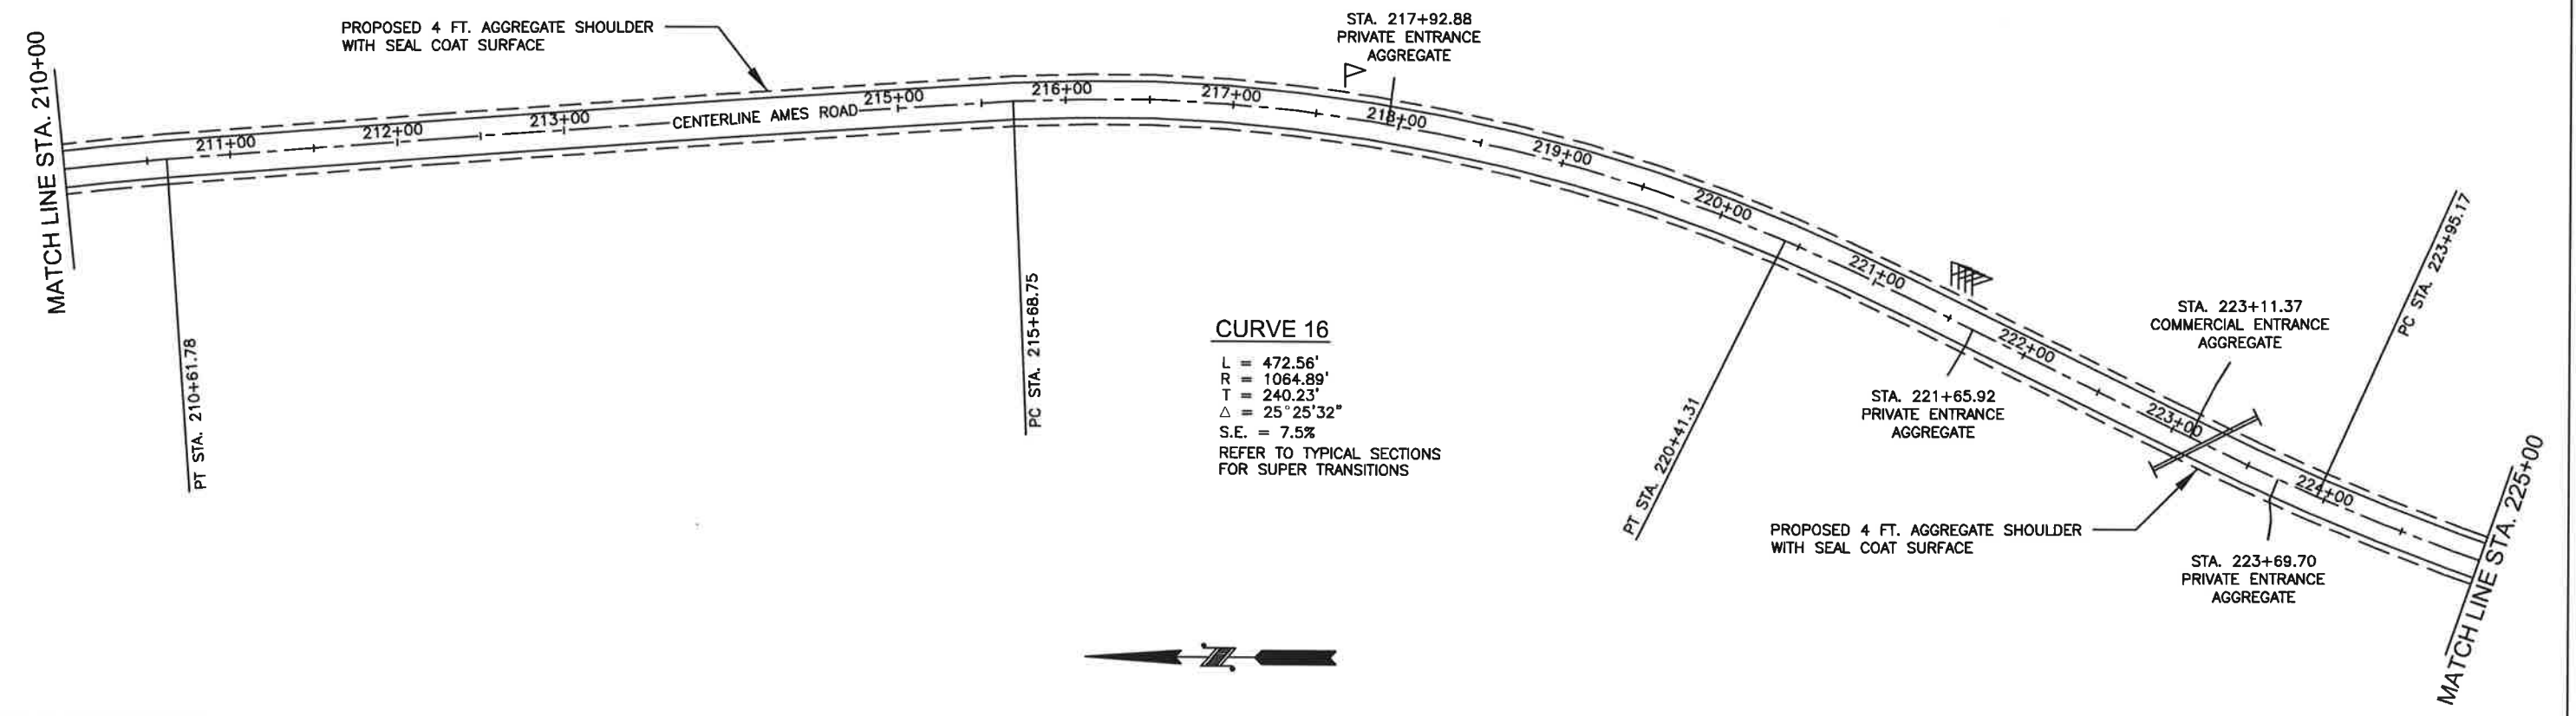 PROPOSED 4 FT. AGGREGATE SHOULDER
WITH SEAL COAT SURFACE
STA. 217+92.88
PRIVATE ENTRANCE
AGGREGATE
MATCH LINE STA. 210+00
211+00
212+00
213+00
CENTERLINE AMES ROAD
215+00
216+00
217+00
218+00
219+00
220+00
221+00
222+00
223+00
224+00
PT STA. 210+61.78
PC STA. 215+68.75
CURVE 16
L = 472.56'
R = 1064.89'
T = 240.23'
Δ = 25°25'32"
S.E. = 7.5%
REFER TO TYPICAL SECTIONS
FOR SUPER TRANSITIONS
PT STA. 220+41.31
STA. 221+65.92
PRIVATE ENTRANCE
AGGREGATE
STA. 223+11.37
COMMERCIAL ENTRANCE
AGGREGATE
PC STA. 223+95.17
PROPOSED 4 FT. AGGREGATE SHOULDER
WITH SEAL COAT SURFACE
STA. 223+69.70
PRIVATE ENTRANCE
AGGREGATE
MATCH LINE STA. 225+00